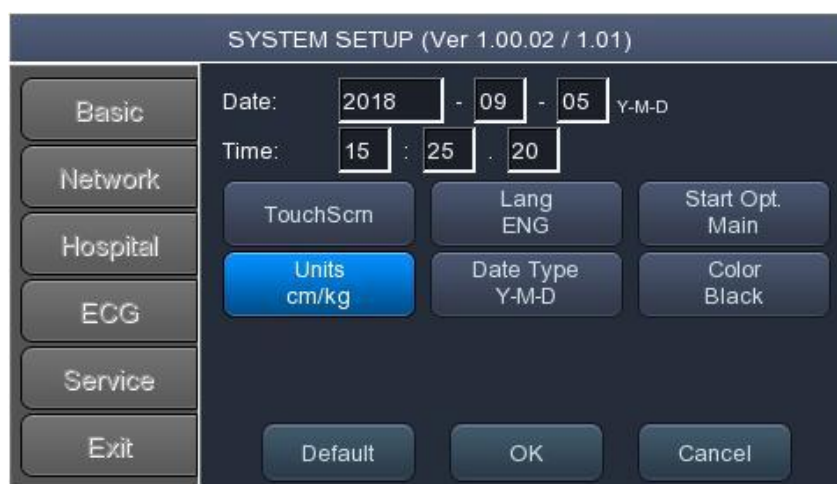 SYSTEM SETUP (Ver 1.00.02 / 1.01)
Basic
Network
Hospital
ECG
Service
Exit
Date: 2018 - 09 - 05 Y-M-D
Time: 15 : 25 . 20
TouchScrn
Lang
ENG
Start Opt.
Main
Units
cm/kg
Date Type
Y-M-D
Color
Black
Default
OK
Cancel